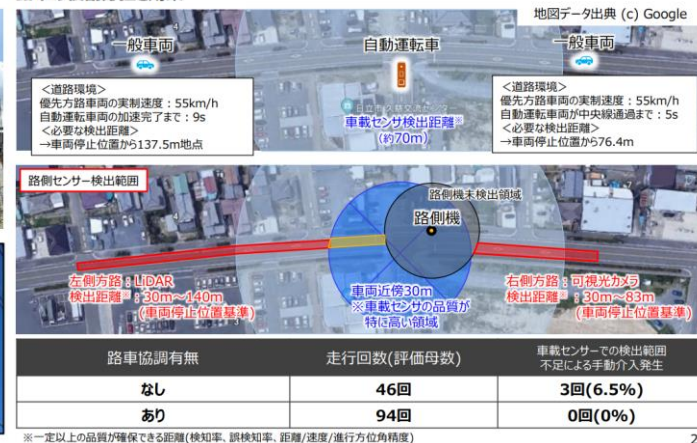 地図データ出典 (c) Google
一般車両
自動運転車
一般車両
＜道路環境＞
優先方路車両の実制速度：55km/h
自動運転車両の加速完了まで：9s
＜必要な検出距離＞
→車両停止位置から137.5m地点
日立市久慈交流センター
車載センサ検出距離※
(約70m)
＜道路環境＞
優先方路車両の実制速度：55km/h
自動運転車両が中央線通過まで：5s
＜必要な検出距離＞
→車両停止位置から76.4m
路側センサー検出範囲
路側機未検出領域
路側機
左側方路：LiDAR
検出距離※：30m～140m
(車両停止位置基準)
車両近傍30m
※車載センサの品質が
特に高い領域
右側方路：可視光カメラ
検出距離※：30m～83m
(車両停止位置基準)
路車協調有無
走行回数(評価母数)
車載センサーでの検出範囲
不足による手動介入発生
なし
46回
3回(6.5%)
あり
94回
0回(0%)
※一定以上の品質が確保できる距離(検知率、誤検知率、距離/速度/進行方位角精度)
2